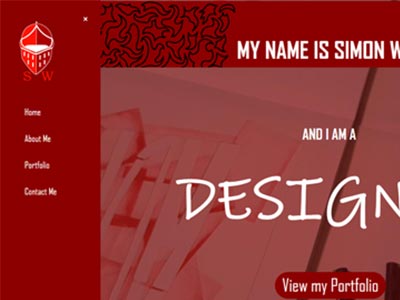 ×
S W
Home
About Me
Portfolio
Contact Me
MY NAME IS SIMON W
AND I AM A
DESIGN
View my Portfolio